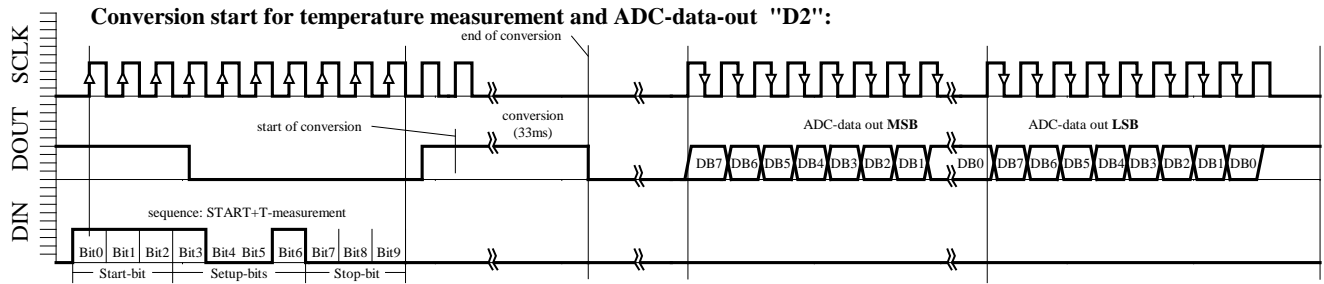 Conversion start for temperature measurement and ADC-data-out "D2":
end of conversion
SCLK
start of conversion
conversion
(33ms)
ADC-data out MSB
ADC-data out LSB
DOUT
DB7 DB6 DB5 DB4 DB3 DB2 DB1 DB0 DB7 DB6 DB5 DB4 DB3 DB2 DB1 DB0
DIN
sequence: START+T-measurement
Bit0 Bit1 Bit2 Bit3 Bit4 Bit5 Bit6 Bit7 Bit8 Bit9
Start-bit Setup-bits Stop-bit